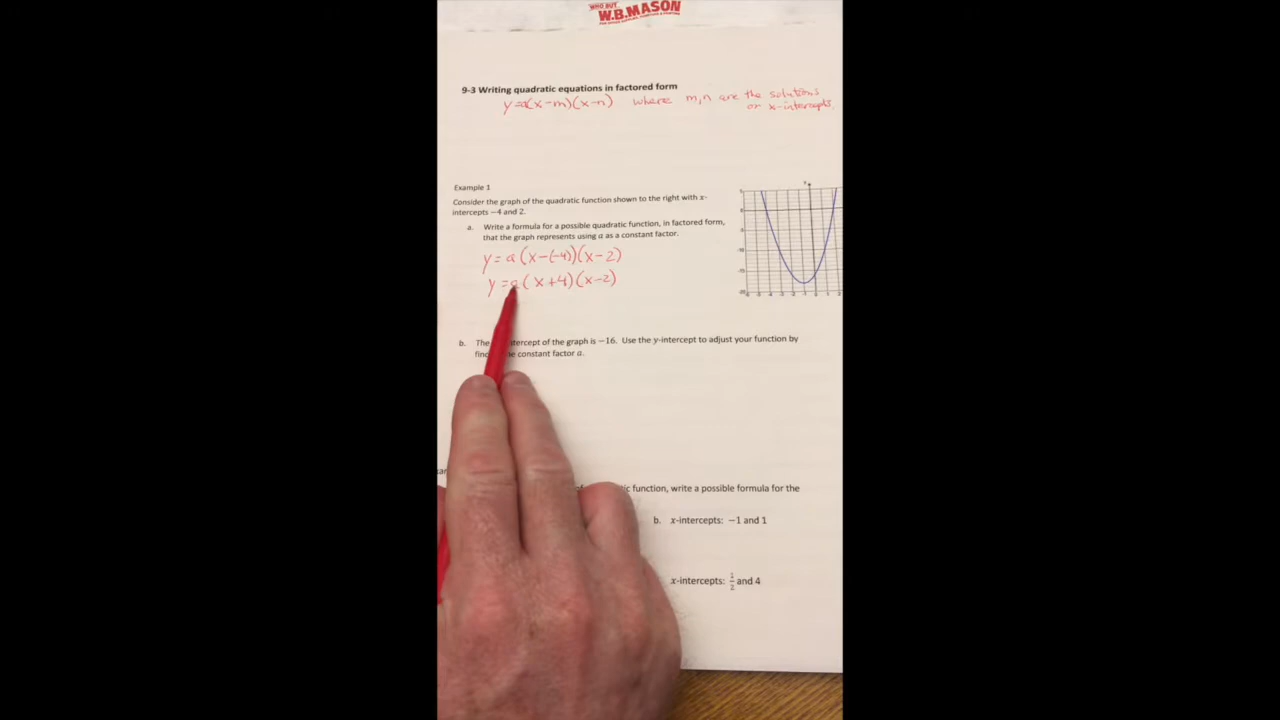 WHO BUT
W.B.MASON
9-3 Writing quadratic equations in factored form
y=a(x-m)(x-n) where m,n are the solutions
or x-intercepts.
Example 1
Consider the graph of the quadratic function shown to the right with x-
intercepts −4 and 2.
a. Write a formula for a possible quadratic function, in factored form,
that the graph represents using a as a constant factor.
y= a(x-(-4))(x-2)
y=a(x+4)(x-2)
b. The intercept of the graph is −16. Use the y-intercept to adjust your function by
constant factor a.
function, write a possible formula for the
b. x-intercepts: −1 and 1
x-intercepts: 1/2 and 4